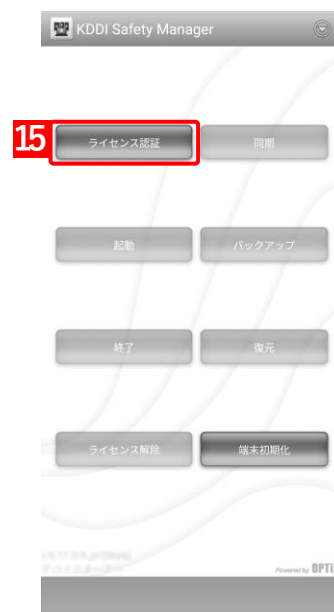 KDDI Safety Manager
15
ライセンス認証
同期
起動
バックアップ
終了
復元
ライセンス解除
端末初期化
Powered by OPTi